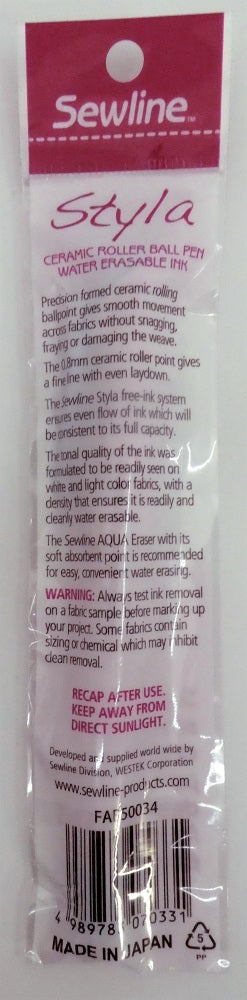 Sewline™
Styla
CERAMIC ROLLER BALL PEN
WATER ERASABLE INK
Precision formed ceramic rolling
ballpoint gives smooth movement
across fabrics without snagging,
fraying or damaging the weave.
The 0.8mm ceramic roller point gives
a fine line with even laydown.
The Sewline Styla free-ink system
ensures even flow of ink which will
be consistent to its full capacity.
The tonal quality of the ink was
formulated to be readily seen on
white and light color fabrics, with a
density that ensures it is readily and
cleanly water erasable.
The Sewline AQUA Eraser with its
soft absorbent point is recommended
for easy, convenient water erasing.
WARNING: Always test ink removal
on a fabric sample before marking up
your project. Some fabrics contain
sizing or chemical which may inhibit
clean removal.
RECAP AFTER USE.
KEEP AWAY FROM
DIRECT SUNLIGHT.
Developed and supplied world wide by
Sewline Division, WESTEK Corporation
www.sewline-products.com
FAB50034
4 989783 070331
MADE IN JAPAN
5
PP